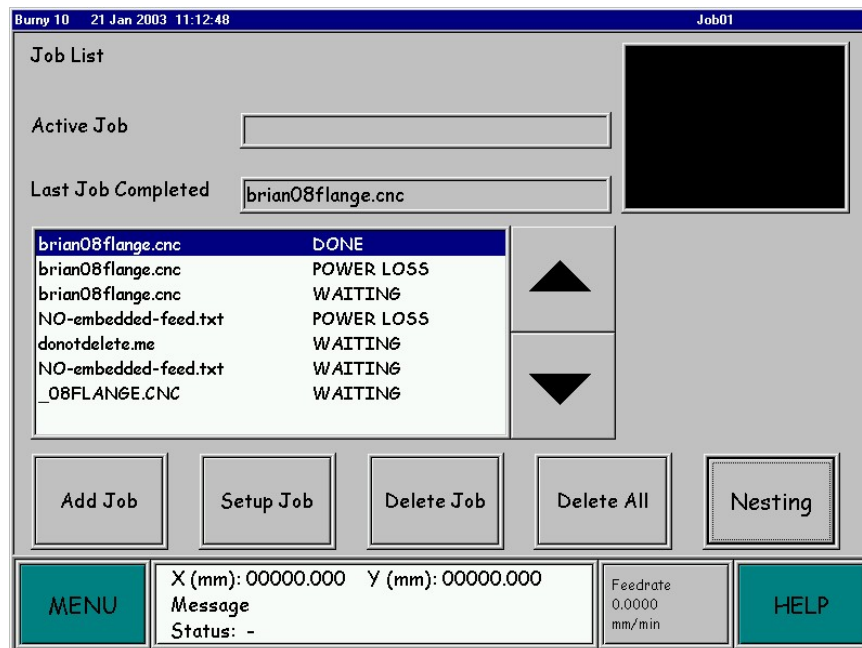 Burny 10 21 Jan 2003 11:12:48 Job01
Job List
Active Job
Last Job Completed brian08flange.cnc
brian08flange.cnc DONE
brian08flange.cnc POWER LOSS
brian08flange.cnc WAITING
NO-embedded-feed.txt POWER LOSS
donotdelete.me WAITING
NO-embedded-feed.txt WAITING
_08FLANGE.CNC WAITING
Add Job Setup Job Delete Job Delete All Nesting
MENU
X (mm): 00000.000 Y (mm): 00000.000
Message
Status: -
Feedrate
0.0000
mm/min
HELP